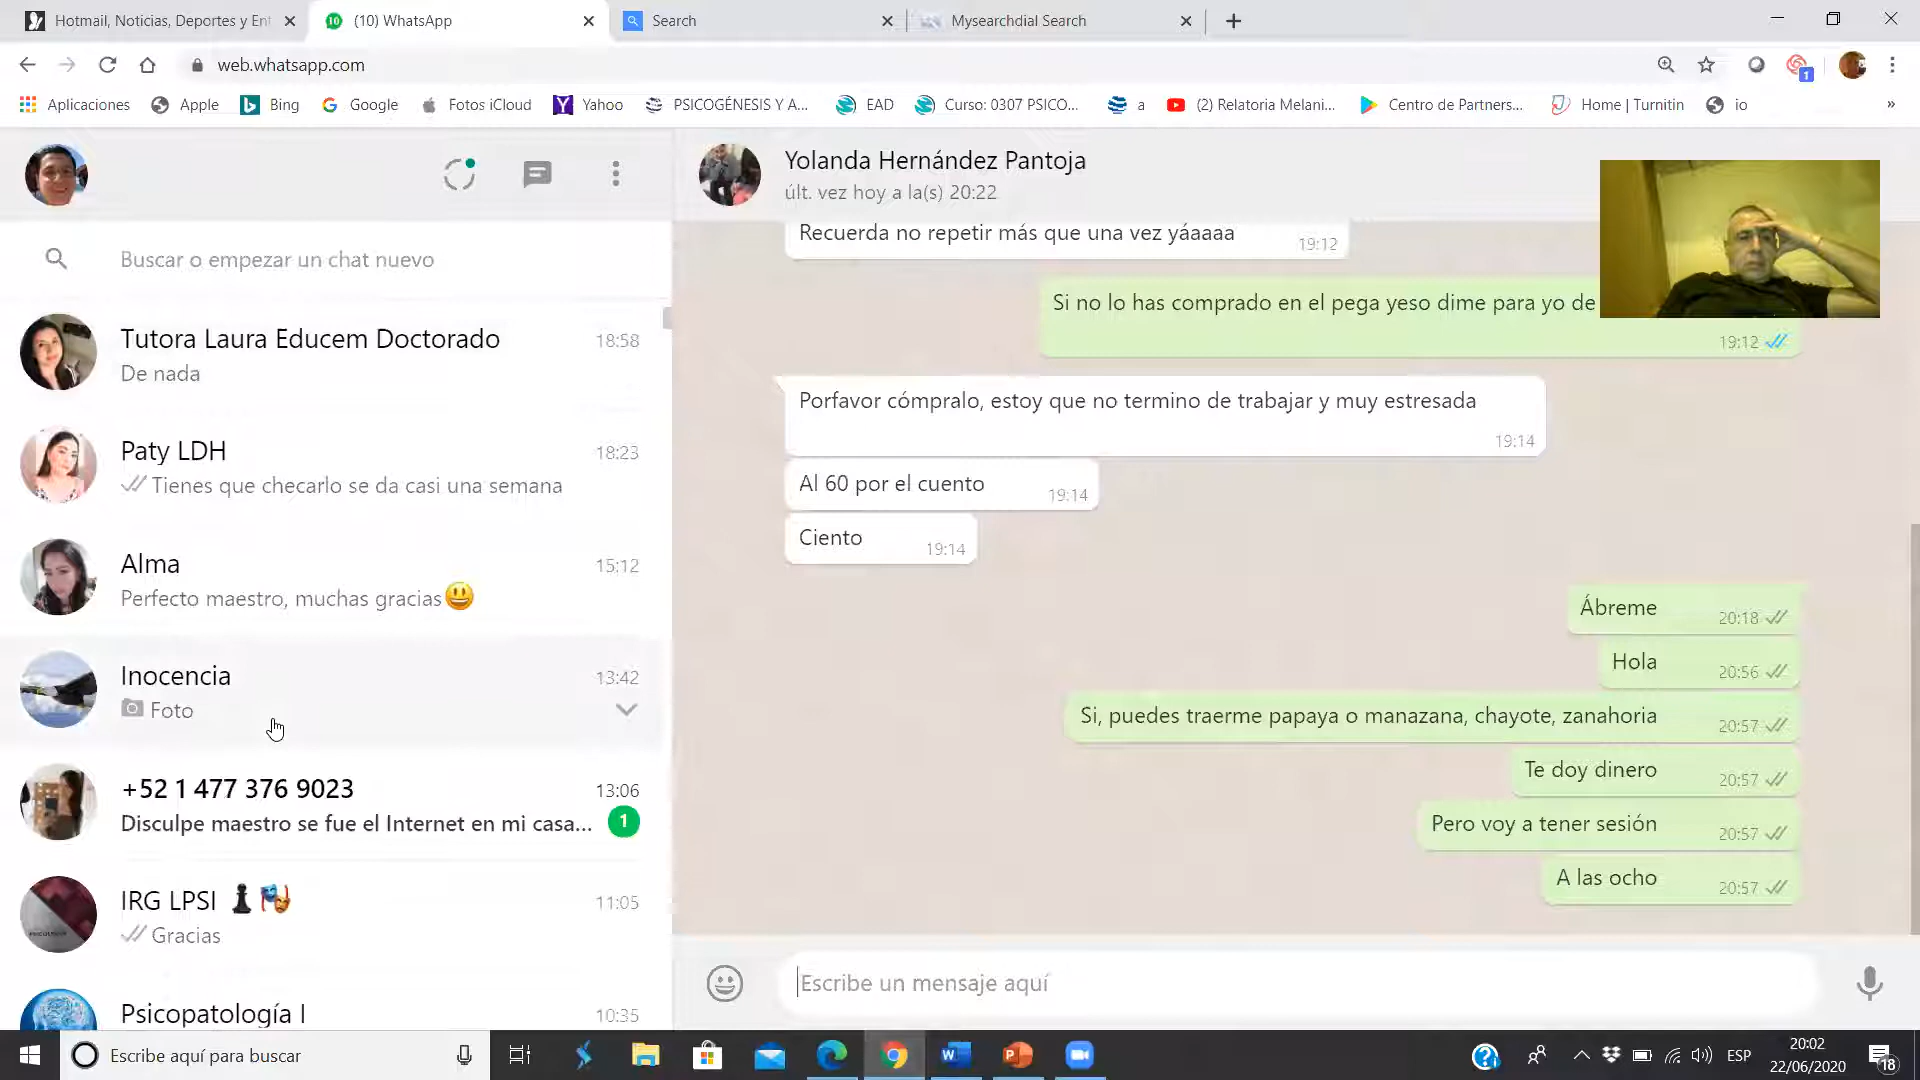 Hotmail, Noticias, Deportes y Ent
(10) WhatsApp
Search
Mysearchdial Search
web.whatsapp.com
1
Aplicaciones
Apple
Bing
Google
Fotos iCloud
Yahoo
PSICOGÉNESIS Y A...
EAD
Curso: 0307 PSICO...
a
(2) Relatoria Melani...
Centro de Partners...
Home | Turnitin
io
»
Buscar o empezar un chat nuevo
Tutora Laura Educem Doctorado 18:58
De nada
Paty LDH 18:23
Tienes que checarlo se da casi una semana
Alma 15:12
Perfecto maestro, muchas gracias😃
Inocencia 13:42
Foto
+52 1 477 376 9023 13:06
Disculpe maestro se fue el Internet en mi casa... 1
IRG LPSI 11:05
Gracias
Psicopatología I 10:35
Yolanda Hernández Pantoja
últ. vez hoy a la(s) 20:22
Recuerda no repetir más que una vez yáaaaa 19:12
Si no lo has comprado en el pega yeso dime para yo de
19:12
Porfavor cómpralo, estoy que no termino de trabajar y muy estresada
19:14
Al 60 por el cuento 19:14
Ciento 19:14
Ábreme 20:18
Hola 20:56
Si, puedes traerme papaya o manazana, chayote, zanahoria 20:57
Te doy dinero 20:57
Pero voy a tener sesión 20:57
A las ocho 20:57
Escribe un mensaje aquí
Escribe aquí para buscar
ESP
20:02
22/06/2020
18